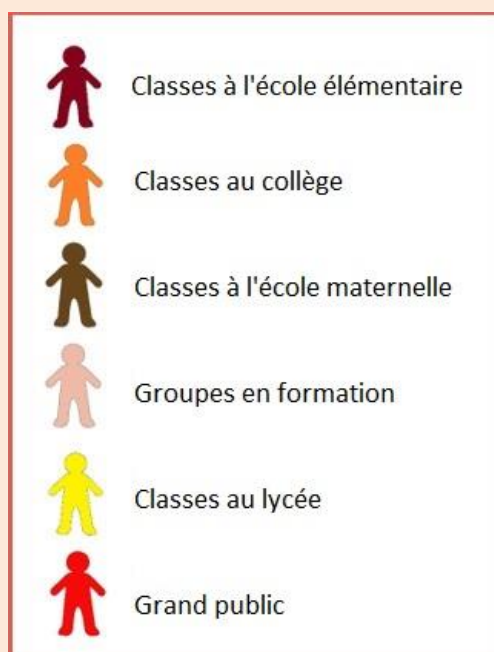 Classes à l'école élémentaire
Classes au collège
Classes à l'école maternelle
Groupes en formation
Classes au lycée
Grand public